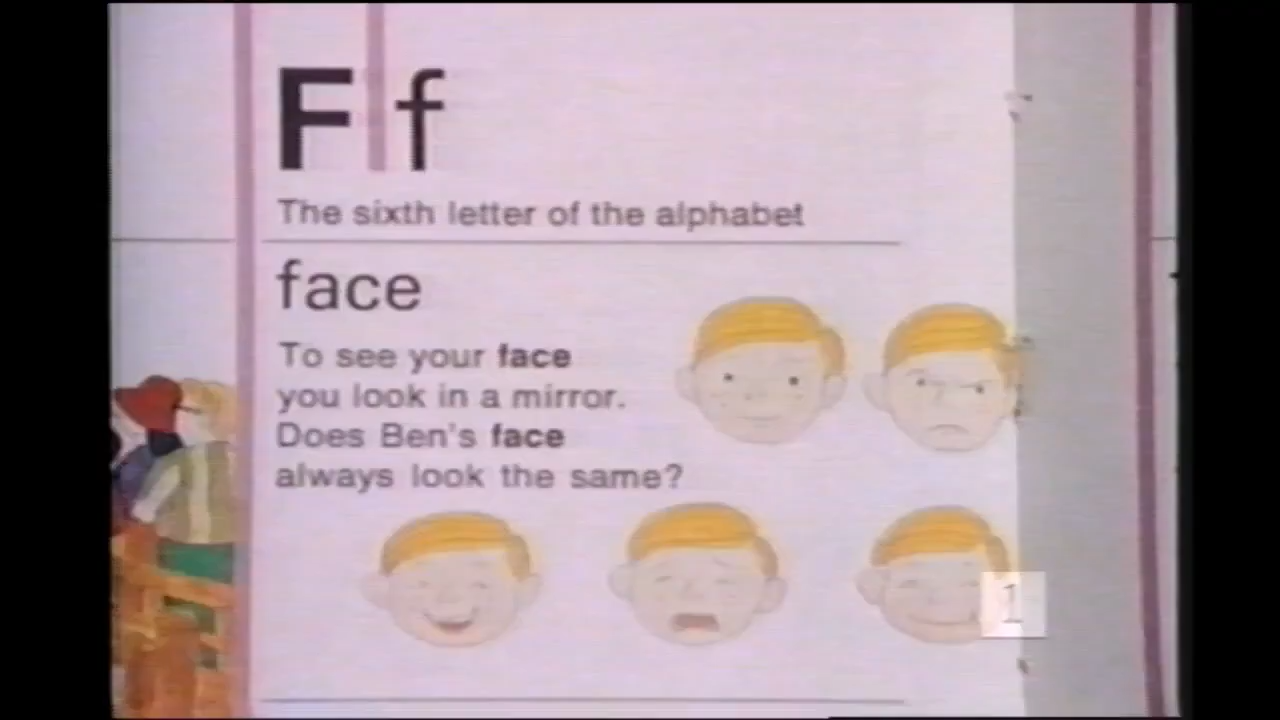 F f
The sixth letter of the alphabet
face
To see your face
you look in a mirror.
Does Ben's face
always look the same?
1